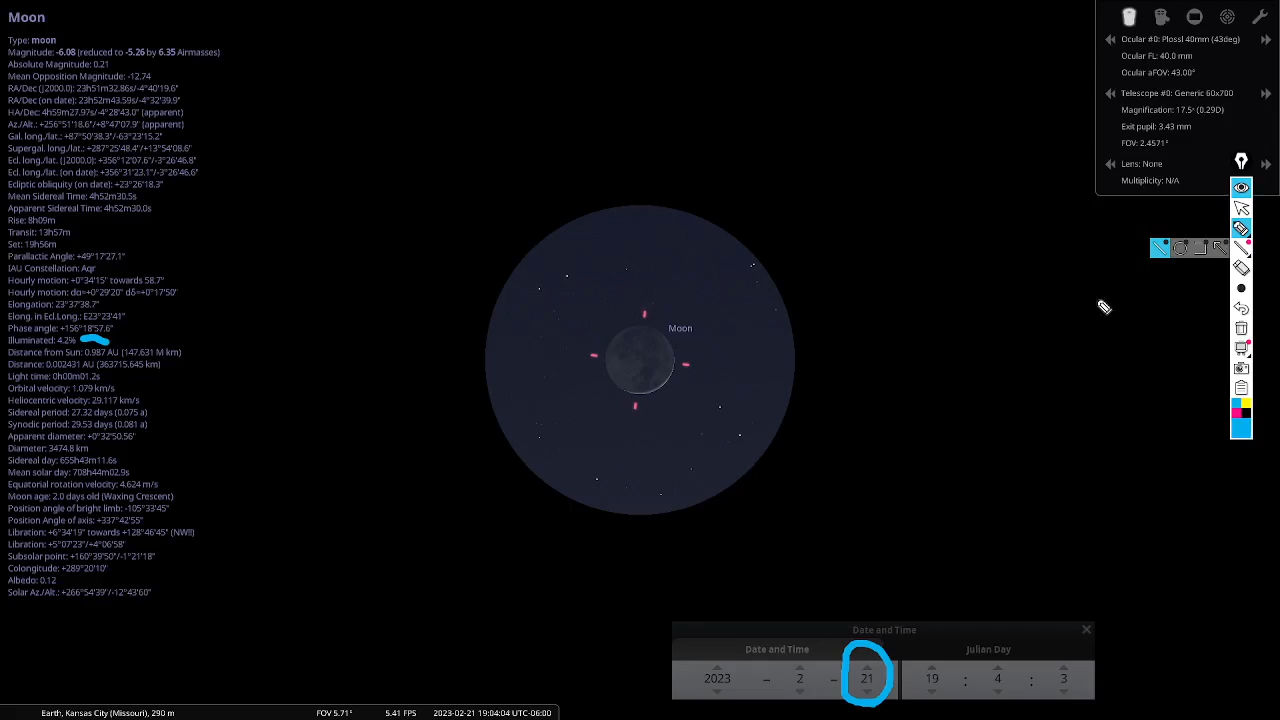 Moon
Type: moon
Magnitude: -6.08 (reduced to -5.26 by 6.35 Airmasses)
Absolute Magnitude: 0.21
Mean Opposition Magnitude: -12.74
RA/Dec (J2000.0): 23h51m32.86s/-4°40'19.6"
RA/Dec (on date): 23h52m43.59s/-4°32'39.9"
HA/Dec: 4h59m27.97s/-4°28'43.0" (apparent)
Az./Alt.: +256°51'18.6"/+8°47'07.9" (apparent)
Gal. long./lat.: +87°50'38.3"/-63°23'15.2"
Supergal. long./lat.: +287°25'48.4"/+13°54'08.6"
Ecl. long./lat. (J2000.0): +356°12'07.6"/-3°26'46.8"
Ecl. long./lat. (on date): +356°31'23.1"/-3°26'46.6"
Ecliptic obliquity (on date): +23°26'18.3"
Mean Sidereal Time: 4h52m30.5s
Apparent Sidereal Time: 4h52m30.0s
Rise: 8h09m
Transit: 13h57m
Set: 19h56m
Parallactic Angle: +49°17'27.1"
IAU Constellation: Aqr
Hourly motion: +0°34'15" towards 58.7°
Hourly motion: dα=+0°29'20" dδ=+0°17'50"
Elongation: 23°37'38.7"
Elong. in Ecl.Long.: E23°23'41"
Phase angle: +156°18'57.6"
Illuminated: 4.2%
Distance from Sun: 0.987 AU (147.631 M km)
Distance: 0.002431 AU (363715.645 km)
Light time: 0h00m01.2s
Orbital velocity: 1.079 km/s
Heliocentric velocity: 29.117 km/s
Sidereal period: 27.32 days (0.075 a)
Synodic period: 29.53 days (0.081 a)
Apparent diameter: +0°32'50.56"
Diameter: 3474.8 km
Sidereal day: 655h43m11.6s
Mean solar day: 708h44m02.9s
Equatorial rotation velocity: 4.624 m/s
Moon age: 2.0 days old (Waxing Crescent)
Position angle of bright limb: -105°33'45"
Position Angle of axis: +337°42'55"
Libration: +6°34'19" towards +128°46'45" (NW!!)
Libration: +5°07'23"/+4°06'58"
Subsolar point: +160°39'50"/-1°21'18"
Colongitude: +289°20'10"
Albedo: 0.12
Solar Az./Alt.: +266°54'39"/-12°43'60"
Moon
Ocular #0: Plossl 40mm (43deg)
Ocular FL: 40.0 mm
Ocular aFOV: 43.00°
Telescope #0: Generic 60x700
Magnification: 17.5ˣ (0.29D)
Exit pupil: 3.43 mm
FOV: 2.4571°
Lens: None
Multiplicity: N/A
Date and Time
Date and Time Julian Day
2023 – 2 – 21 19 : 4 : 3
Earth, Kansas City (Missouri), 290 m FOV 5.71° 5.41 FPS 2023-02-21 19:04:04 UTC-06:00